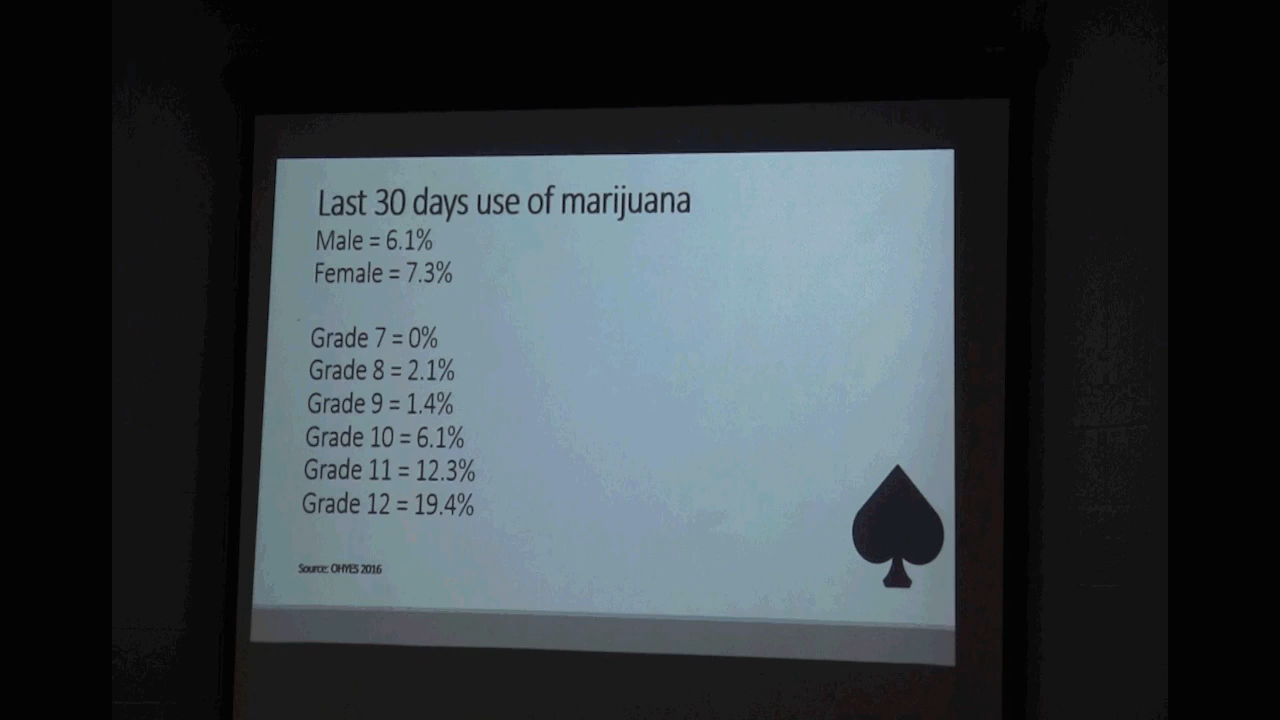 Last 30 days use of marijuana
Male = 6.1%
Female = 7.3%
Grade 7 = 0%
Grade 8 = 2.1%
Grade 9 = 1.4%
Grade 10 = 6.1%
Grade 11 = 12.3%
Grade 12 = 19.4%
Source: OHYES 2016